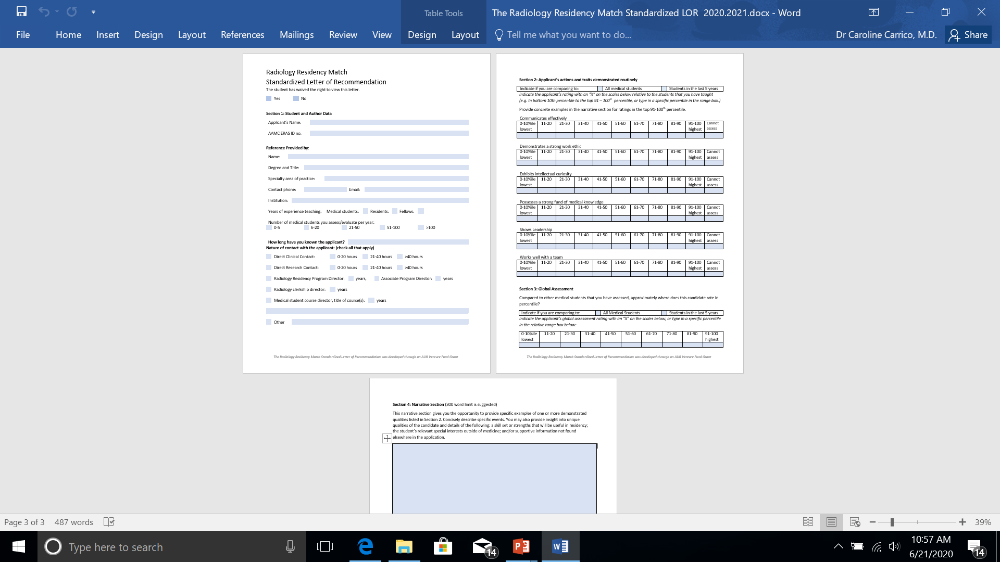 Table Tools
The Radiology Residency Match Standardized LOR 2020.2021.docx - Word
File Home Insert Design Layout References Mailings Review View Design Layout Tell me what you want to do... Dr Caroline Carrico, M.D. Share
Radiology Residency Match
Standardized Letter of Recommendation
The student has waived the right to view this letter.
Yes No
Section 1: Student and Author Data
Applicant's Name:
AAMC ERAS ID no.
Reference Provided by:
Name:
Degree and Title:
Specialty area of practice:
Contact phone: Email:
Institution:
Years of experience teaching: Medical students: Residents: Fellows:
Number of medical students you assess/evaluate per year:
0-5 6-20 21-50 51-100 >100
How long have you known the applicant?
Nature of contact with the applicant: (check all that apply)
Direct Clinical Contact: 0-20 hours 21-40 hours >40 hours
Direct Research Contact: 0-20 hours 21-40 hours >40 hours
Radiology Residency Program Director: years, Associate Program Director: years
Radiology clerkship director: years
Medical student course director, title of course(s): years
Other
The Radiology Residency Match Standardized Letter of Recommendation was developed through an AUR Venture Fund Grant
Section 2: Applicant's actions and traits demonstrated routinely
Indicate if you are comparing to: All medical students Students in the last 5 years
Indicate the applicant's rating with an "X" on the scales below relative to the students that you have taught
(e.g. In bottom 10th percentile to the top 91 – 100th percentile, or type in a specific percentile in the range box.)
Provide concrete examples in the narrative section for ratings in the top 91-100th percentile.
Communicates effectively
0-10%ile 11-20 21-30 31-40 41-50 51-60 61-70 71-80 81-90 91-100 Cannot
lowest highest assess
Demonstrates a strong work ethic
0-10%ile 11-20 21-30 31-40 41-50 51-60 61-70 71-80 81-90 91-100 Cannot
lowest highest assess
Exhibits intellectual curiosity
0-10%ile 11-20 21-30 31-40 41-50 51-60 61-70 71-80 81-90 91-100 Cannot
lowest highest assess
Possesses a strong fund of medical knowledge
0-10%ile 11-20 21-30 31-40 41-50 51-60 61-70 71-80 81-90 91-100 Cannot
lowest highest assess
Shows Leadership
0-10%ile 11-20 21-30 31-40 41-50 51-60 61-70 71-80 81-90 91-100 Cannot
lowest highest assess
Works well with a team
0-10%ile 11-20 21-30 31-40 41-50 51-60 61-70 71-80 81-90 91-100 Cannot
lowest highest assess
Section 3: Global Assessment
Compared to other medical students that you have assessed, approximately where does this candidate rate in
percentile?
Indicate if you are comparing to: All Medical Students Students in the last 5 years
Indicate the applicant's global assessment rating with an "X" on the scales below, or type in a specific percentile
in the relative range box below:
0-10%ile 11-20 21-30 31-40 41-50 51-60 61-70 71-80 81-90 91-100
lowest highest
The Radiology Residency Match Standardized Letter of Recommendation was developed through an AUR Venture Fund Grant
Section 4: Narrative Section (300 word limit is suggested)
This narrative section gives you the opportunity to provide specific examples of one or more demonstrated
qualities listed in Section 2. Concisely describe specific events. You may also provide insight into unique
qualities of the candidate and details of the following: a skill set or strengths that will be useful in residency;
the student's relevant special interests outside of medicine; and/or supportive information not found
elsewhere in the application.
Page 3 of 3 487 words 39%
Type here to search
14
10:57 AM
6/21/2020
14